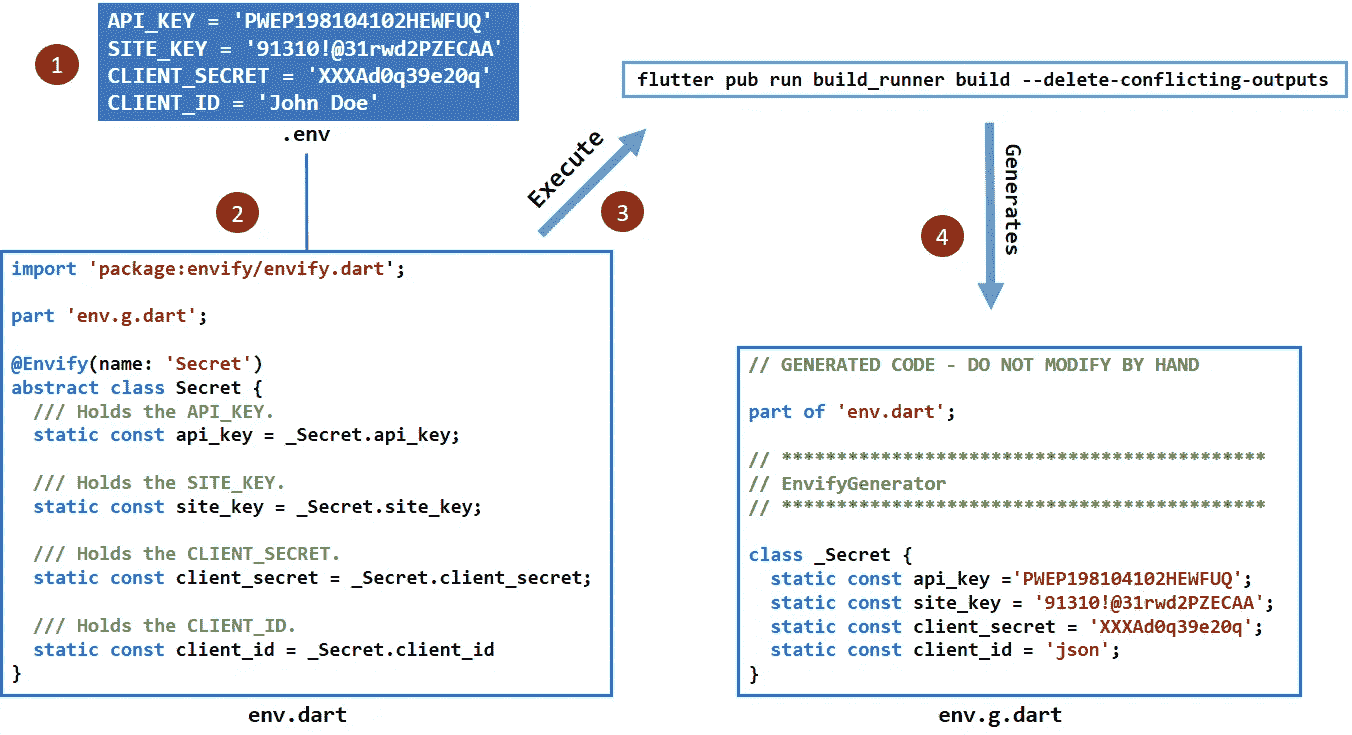 1
API_KEY = 'PWEP198104102HEWFUQ'
SITE_KEY = '91310!@31rwd2PZECAA'
CLIENT_SECRET = 'XXXAd0q39e20q'
CLIENT_ID = 'John Doe'
.env
2
Execute
3
flutter pub run build_runner build --delete-conflicting-outputs
Generates
4
import 'package:envify/envify.dart';
part 'env.g.dart';
@Envify(name: 'Secret')
abstract class Secret {
/// Holds the API_KEY.
static const api_key = _Secret.api_key;
/// Holds the SITE_KEY.
static const site_key = _Secret.site_key;
/// Holds the CLIENT_SECRET.
static const client_secret = _Secret.client_secret;
/// Holds the CLIENT_ID.
static const client_id = _Secret.client_id
}
env.dart
// GENERATED CODE - DO NOT MODIFY BY HAND
part of 'env.dart';
// ********************************************
// EnvifyGenerator
// ********************************************
class _Secret {
static const api_key ='PWEP198104102HEWFUQ';
static const site_key = '91310!@31rwd2PZECAA';
static const client_secret = 'XXXAd0q39e20q';
static const client_id = 'json';
}
env.g.dart